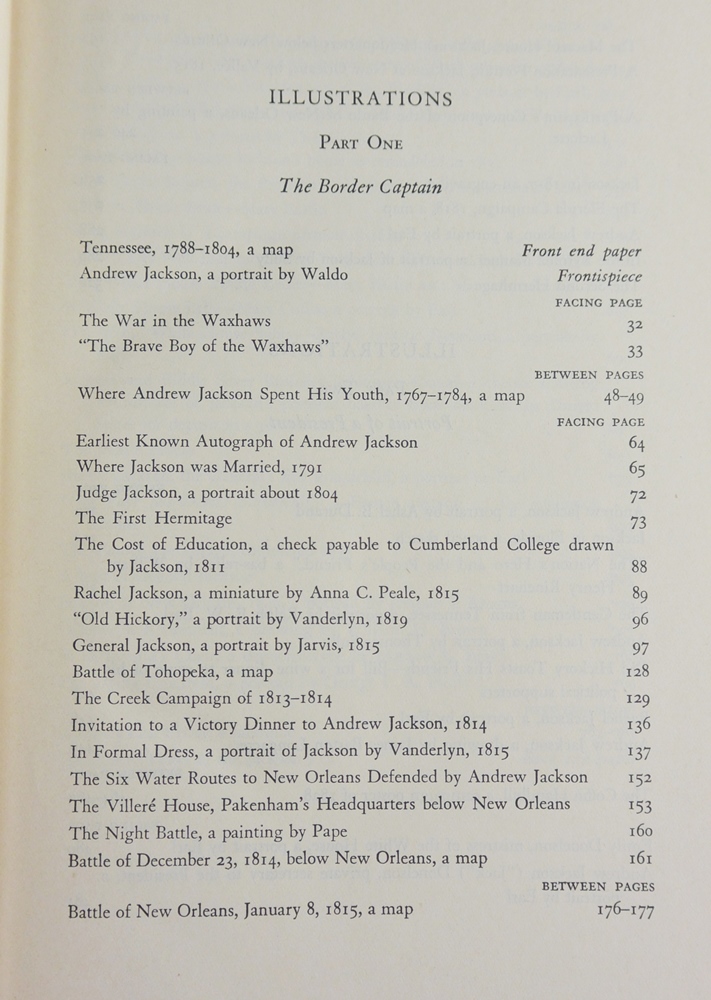 ILLUSTRATIONS
Part One
The Border Captain
Tennessee, 1788–1804, a map Front end paper
Andrew Jackson, a portrait by Waldo Frontispiece
FACING PAGE
The War in the Waxhaws 32
“The Brave Boy of the Waxhaws” 33
BETWEEN PAGES
Where Andrew Jackson Spent His Youth, 1767–1784, a map 48–49
FACING PAGE
Earliest Known Autograph of Andrew Jackson 64
Where Jackson was Married, 1791 65
Judge Jackson, a portrait about 1804 72
The First Hermitage 73
The Cost of Education, a check payable to Cumberland College drawn
by Jackson, 1811 88
Rachel Jackson, a miniature by Anna C. Peale, 1815 89
“Old Hickory,” a portrait by Vanderlyn, 1819 96
General Jackson, a portrait by Jarvis, 1815 97
Battle of Tohopeka, a map 128
The Creek Campaign of 1813–1814 129
Invitation to a Victory Dinner to Andrew Jackson, 1814 136
In Formal Dress, a portrait of Jackson by Vanderlyn, 1815 137
The Six Water Routes to New Orleans Defended by Andrew Jackson 152
The Villeré House, Pakenham’s Headquarters below New Orleans 153
The Night Battle, a painting by Pape 160
Battle of December 23, 1814, below New Orleans, a map 161
BETWEEN PAGES
Battle of New Orleans, January 8, 1815, a map 176–177